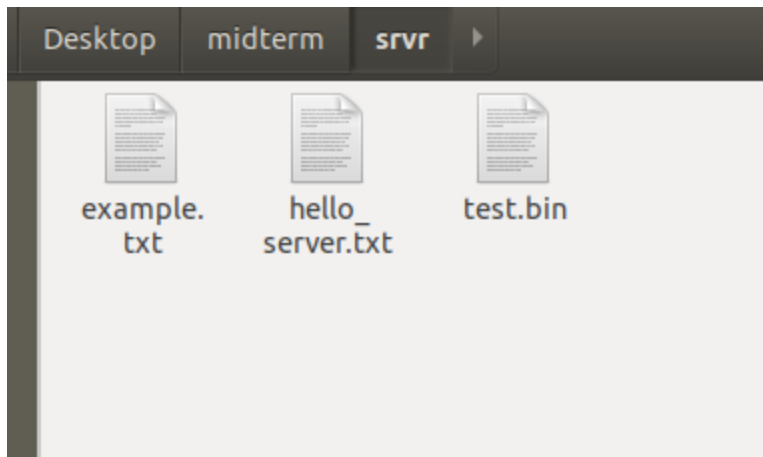 Desktop midterm srvr
example. hello_ test.bin
txt server.txt